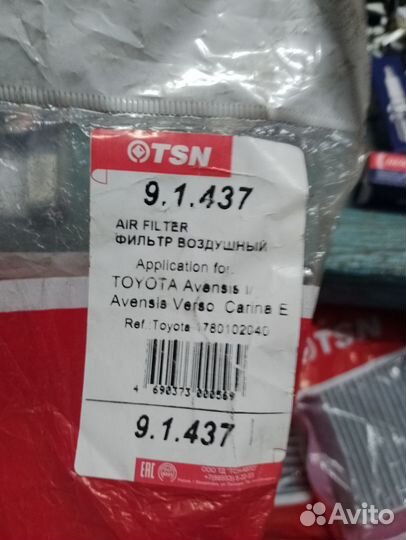 TSN
9.1.437
AIR FILTER
ФИЛЬТР ВОЗДУШНЫЙ
Application for:
TOYOTA Avensis
Avensis Verso Carina E
Ref.:Toyota 1780102040
4 690373 000569
9.1.437
EAC
TSN
Avito